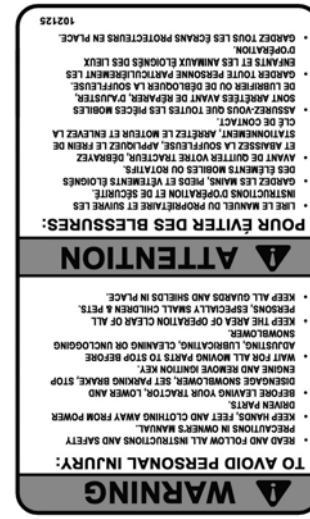 WARNING
TO AVOID PERSONAL INJURY:
• READ AND FOLLOW ALL INSTRUCTIONS AND SAFETY
PRECAUTIONS IN OWNER'S MANUAL.
• KEEP HANDS, FEET AND CLOTHING AWAY FROM POWER
DRIVEN PARTS.
• BEFORE LEAVING YOUR TRACTOR, LOWER AND
DISENGAGE SNOWBLOWER, SET PARKING BRAKE, STOP
ENGINE AND REMOVE IGNITION KEY.
• WAIT FOR ALL MOVING PARTS TO STOP BEFORE
ADJUSTING, LUBRICATING, CLEANING OR UNCLOGGING
SNOWBLOWER.
• KEEP THE AREA OF OPERATION CLEAR OF ALL
PERSONS, ESPECIALLY SMALL CHILDREN & PETS.
• KEEP ALL GUARDS AND SHIELDS IN PLACE.
ATTENTION
POUR ÉVITER DES BLESSURES:
• LIRE LE MANUEL DU PROPRIÉTAIRE ET SUIVRE LES
INSTRUCTIONS D'OPÉRATION ET DE SÉCURITÉ.
• GARDEZ LES MAINS, PIEDS ET VÊTEMENTS ÉLOIGNÉS
DES ÉLÉMENTS MOBILES OU ROTATIFS.
• AVANT DE QUITTER VOTRE TRACTEUR, DÉBRAYEZ
ET ABAISSEZ LA SOUFFLEUSE, APPLIQUEZ LE FREIN DE
STATIONNEMENT, ARRÊTEZ LE MOTEUR ET ENLEVEZ LA
CLÉ DE CONTACT.
• ASSUREZ-VOUS QUE TOUTES LES PIÈCES MOBILES
SONT ARRÊTÉES AVANT DE RÉPARER, D'AJUSTER,
DE LUBRIFIER OU DE DÉBLOQUER LA SOUFFLEUSE.
• GARDER TOUTE PERSONNE PARTICULIÈREMENT LES
ENFANTS ET LES ANIMAUX ÉLOIGNÉS DES LIEUX
D'OPÉRATION.
• GARDEZ TOUS LES ÉCRANS PROTECTEURS EN PLACE.
102125